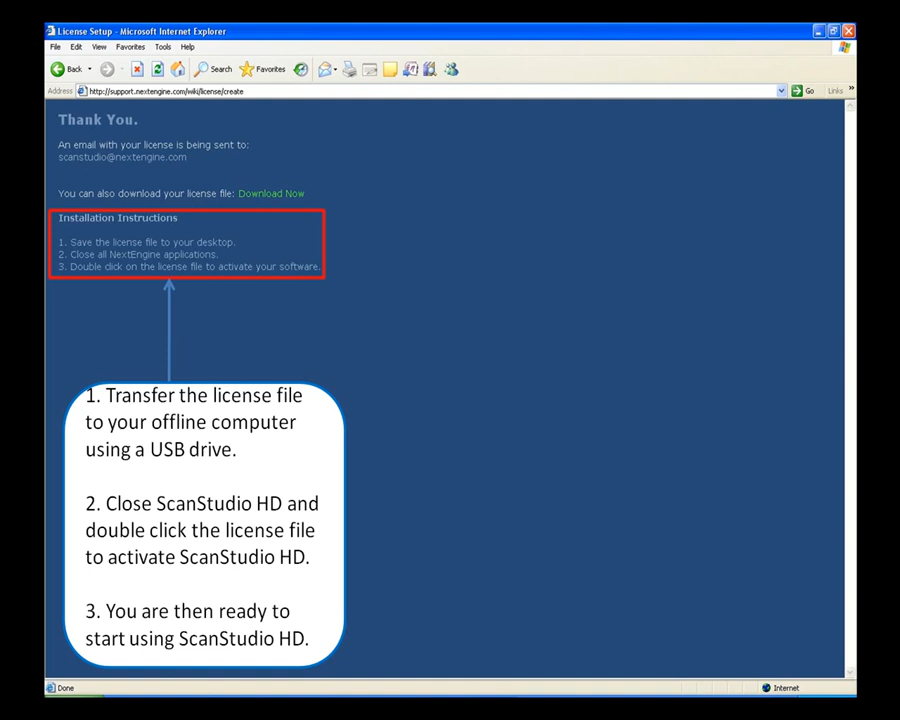 License Setup - Microsoft Internet Explorer
File Edit View Favorites Tools Help
Back Search Favorites
Address http://support.nextengine.com/wiki/license/create Go Links »
Thank You.
An email with your license is being sent to:
scanstudio@nextengine.com
You can also download your license file: Download Now
Installation Instructions
1. Save the license file to your desktop.
2. Close all NextEngine applications.
3. Double click on the license file to activate your software.
1. Transfer the license file
to your offline computer
using a USB drive.
2. Close ScanStudio HD and
double click the license file
to activate ScanStudio HD.
3. You are then ready to
start using ScanStudio HD.
Done Internet